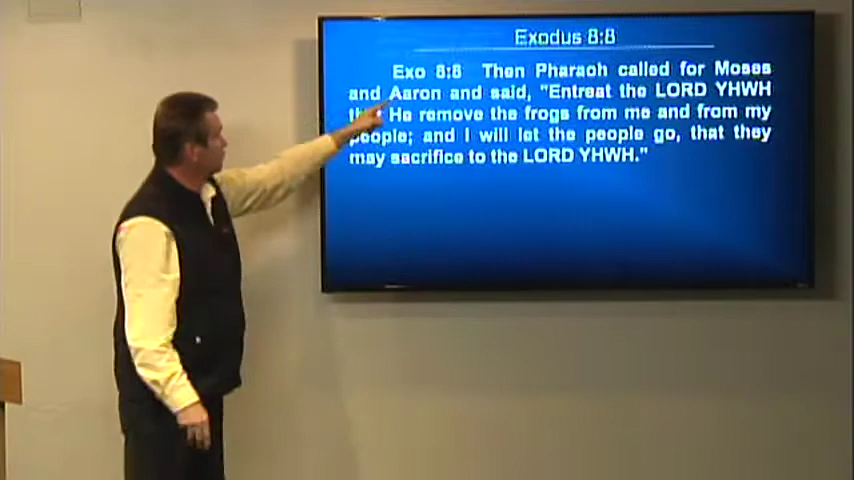 Exodus 8:8
Exo 8:8 Then Pharaoh called for Moses
and Aaron and said, "Entreat the LORD YHWH
that He remove the frogs from me and from my
people; and I will let the people go, that they
may sacrifice to the LORD YHWH."